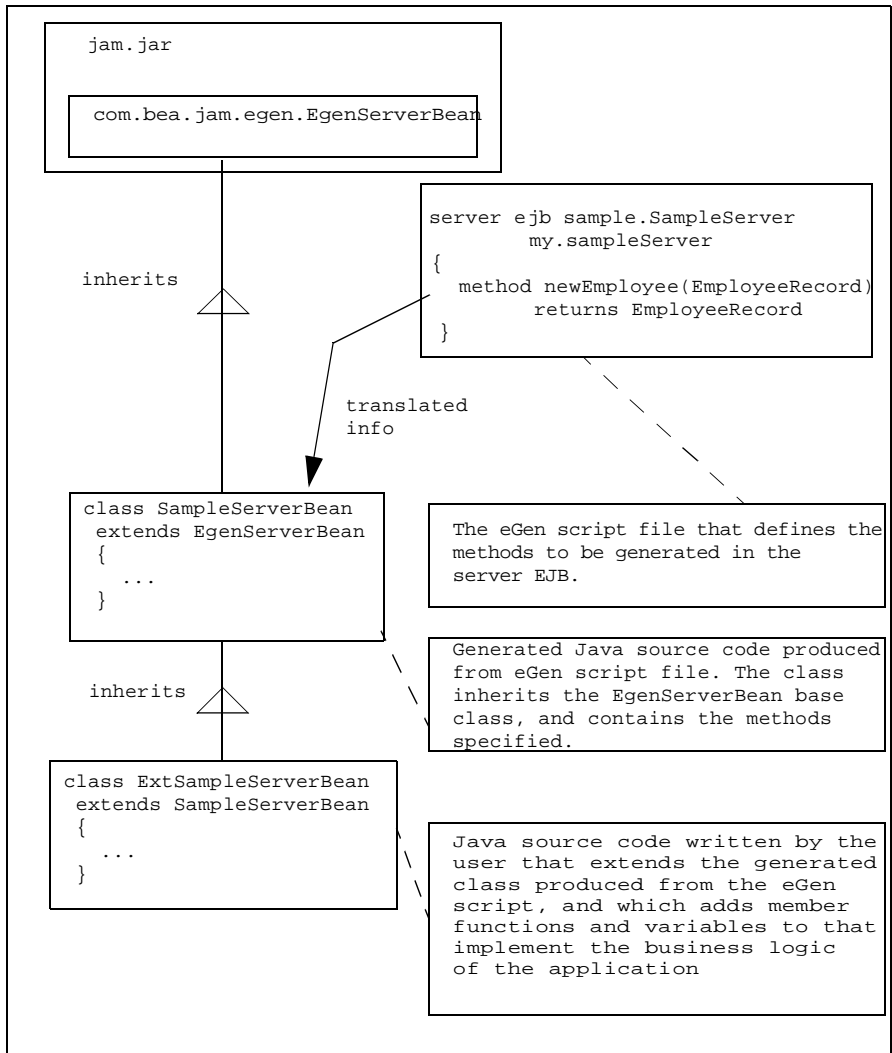 jam.jar
com.bea.jam.egen.EgenServerBean
server ejb sample.SampleServer
my.sampleServer
{
method newEmployee(EmployeeRecord)
returns EmployeeRecord
}
inherits
translated
info
class SampleServerBean
extends EgenServerBean
{
...
}
The eGen script file that defines the
methods to be generated in the
server EJB.
Generated Java source code produced
from eGen script file. The class
inherits the EgenServerBean base
class, and contains the methods
specified.
inherits
class ExtSampleServerBean
extends SampleServerBean
{
...
}
Java source code written by the
user that extends the generated
class produced from the eGen
script, and which adds member
functions and variables to that
implement the business logic
of the application